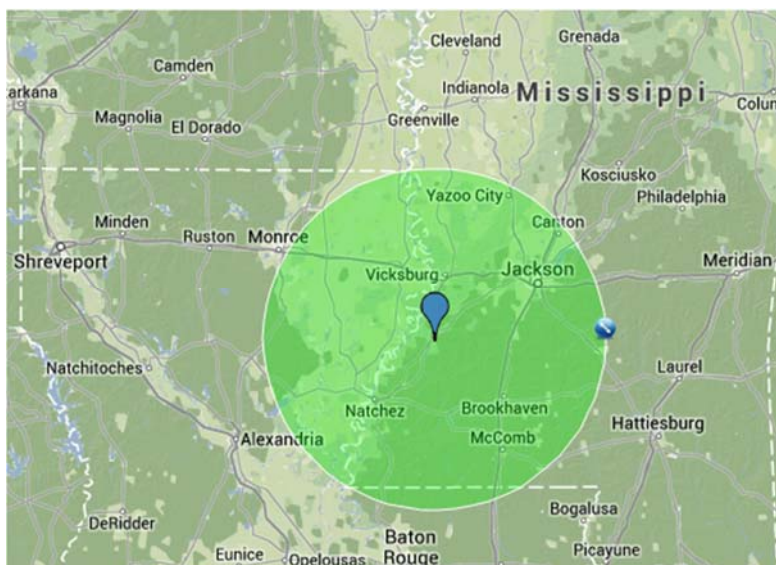 Cleveland
Grenada
Camden
Indianola
Mississippi
arkana
Colum
Magnolia
Greenville
El Dorado
Kosciusko
Yazoo City
Philadelphia
Minden
Canton
Ruston
Monroe
Shreveport
Vicksburg
Jackson
Meridian
Natchitoches
Laurel
Natchez
Brookhaven
Hattiesburg
Alexandria
McComb
DeRidder
Bogalusa
Baton
Rouge
Eunice
Opelousas
Picayune